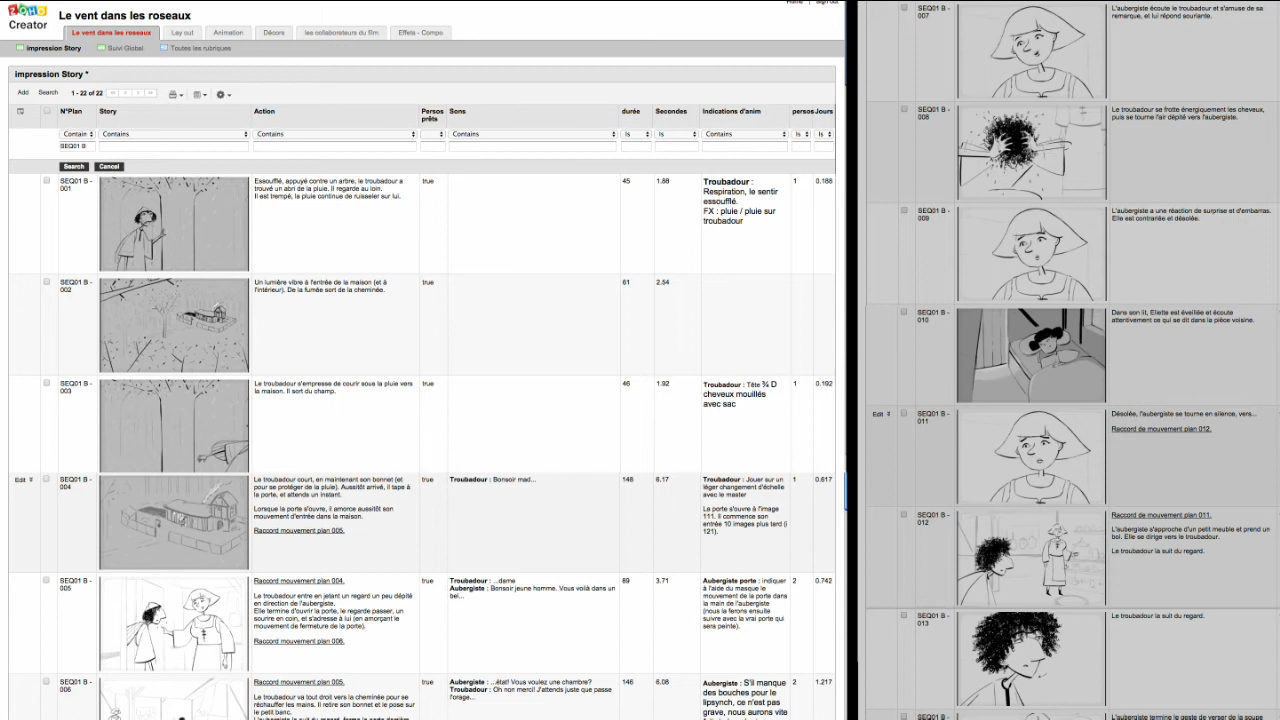 ZOHO
Creator
Le vent dans les roseaux
Le vent dans les roseaux
Lay out
Animation
Décors
les collaborateurs du film
Effets - Compo
impression Story
Suivi Global
Toutes les rubriques
impression Story *
Add
Search
1 - 22 of 22
N°Plan
Story
Action
Persos
prêts
Sons
durée
Secondes
Indications d'anim
persos
Jours
Contain
Contains
Contains
Contains
Is
Is
Contains
Is
Is
SEQ01 B
Search
Cancel
SEQ01 B -
001
Essoufflé, appuyé contre un arbre, le troubadour a
trouvé un abri de la pluie. Il regarde au loin.
Il est trempé, la pluie continue de ruisseler sur lui.
true
45
1.88
Troubadour :
Respiration, le sentir
essoufflé.
FX : pluie / pluie sur
troubadour
1
0.188
SEQ01 B -
002
Un lumière vibre à l'entrée de la maison (et à
l'intérieur). De la fumée sort de la cheminée.
true
61
2.54
SEQ01 B -
003
Le troubadour s'empresse de courir sous la pluie vers
la maison. Il sort du champ.
true
46
1.92
Troubadour : Tête ¾ D
cheveux mouillés
avec sac
1
0.192
Edit
SEQ01 B -
004
Le troubadour court, en maintenant son bonnet (et
pour se protéger de la pluie). Aussitôt arrivé, il tape à
la porte, et attends un instant.
Lorsque la porte s'ouvre, il amorce aussitôt son
mouvement d'entrée dans la maison.
Raccord mouvement plan 005.
true
Troubadour : Bonsoir mad...
148
6.17
Troubadour : Jouer sur un
léger changement d'échelle
avec le master
La porte s'ouvre à l'image
111. Il commence son
entrée 10 images plus tard (i
121).
1
0.617
SEQ01 B -
005
Raccord mouvement plan 004.
Le troubadour entre en jetant un regard un peu dépité
en direction de l'aubergiste.
Elle termine d'ouvrir la porte, le regarde passer, un
sourire en coin, et s'adresse à lui (en amorçant le
mouvement de fermeture de la porte).
Raccord mouvement plan 006.
true
Troubadour : ...dame
Aubergiste : Bonsoir jeune homme. Vous voilà dans un
bel...
89
3.71
Aubergiste porte : indiquer
à l'aide du masque le
mouvement de la porte dans
la main de l'aubergiste
(nous la ferons ensuite
suivre avec la vrai porte qui
sera peinte).
2
0.742
SEQ01 B -
006
Raccord mouvement plan 005.
Le troubadour va tout droit vers la cheminée pour se
réchauffer les mains. Il retire son bonnet et le pose sur
le petit banc.
true
Aubergiste : ...état! Vous voulez une chambre?
Troubadour : Oh non merci! J'attends juste que passe
l'orage...
146
6.08
Aubergiste : S'il manque
des bouches pour le
lipsynch, ce n'est pas
grave, nous aurons vite
2
1.217
SEQ01 B -
007
L'aubergiste écoute le troubadour et s'amuse de sa
remarque, et lui répond souriante.
SEQ01 B -
008
Le troubadour se frotte énergiquement les cheveux,
puis se tourne l'air dépité vers l'aubergiste.
SEQ01 B -
009
L'aubergiste a une réaction de surprise et d'embarras.
Elle est contrariée et désolée.
SEQ01 B -
010
Dans son lit, Eliette est éveillée et écoute
attentivement ce qui se dit dans la pièce voisine.
Edit
SEQ01 B -
011
Désolée, l'aubergiste se tourne en silence, vers...
Raccord de mouvement plan 012.
SEQ01 B -
012
Raccord de mouvement plan 011.
L'aubergiste s'approche d'un petit meuble et prend un
bol. Elle se dirige vers le troubadour.
Le troubadour la suit du regard.
SEQ01 B -
013
Le troubadour la suit du regard.
SEQ01 B -
L'aubergiste termine le geste de verser de la soupe